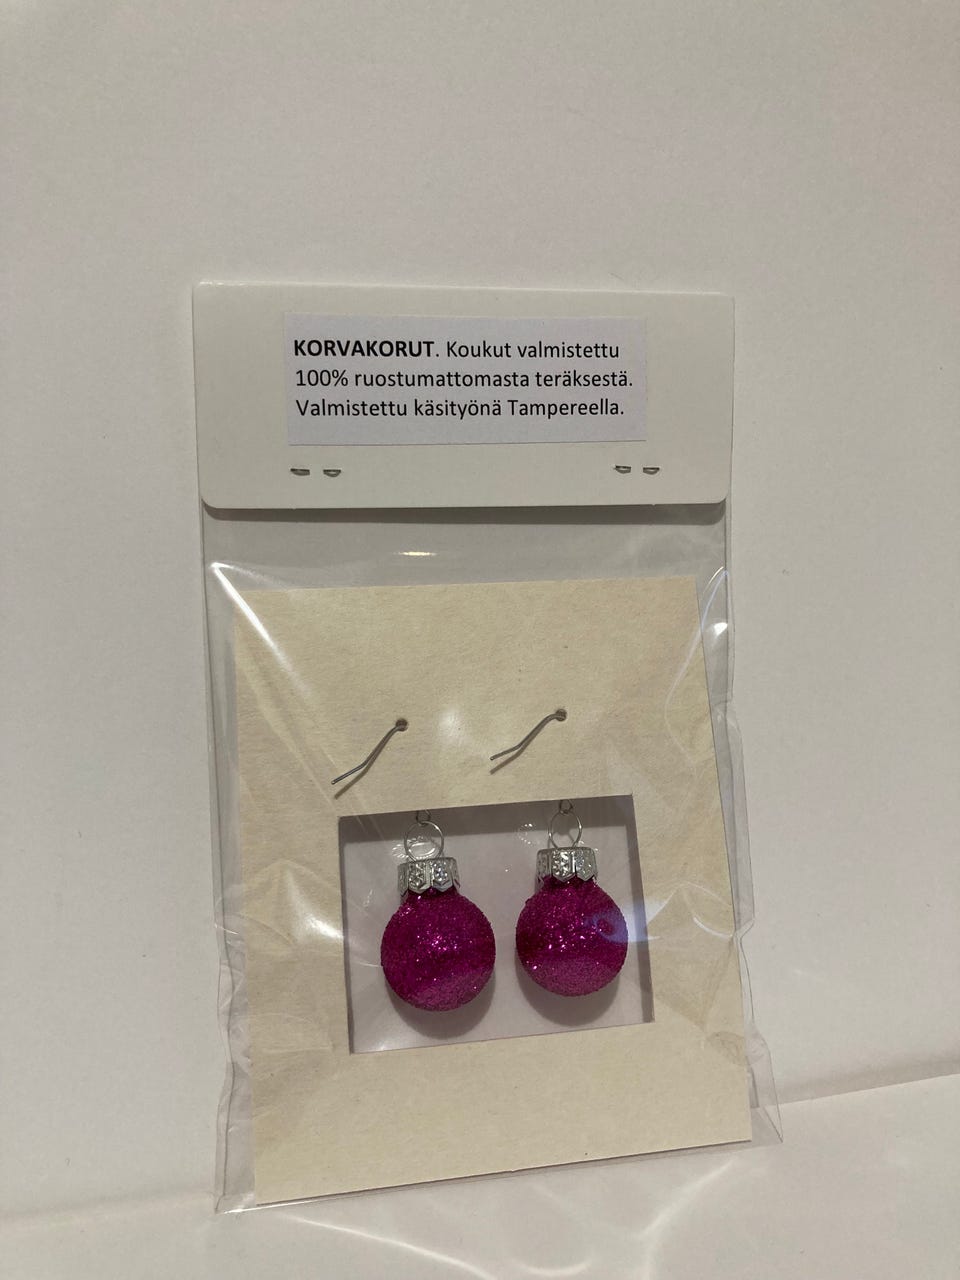 KORVAKORUT. Koukut valmistettu
100% ruostumattomasta teräksestä.
Valmistettu käsityönä Tampereella.